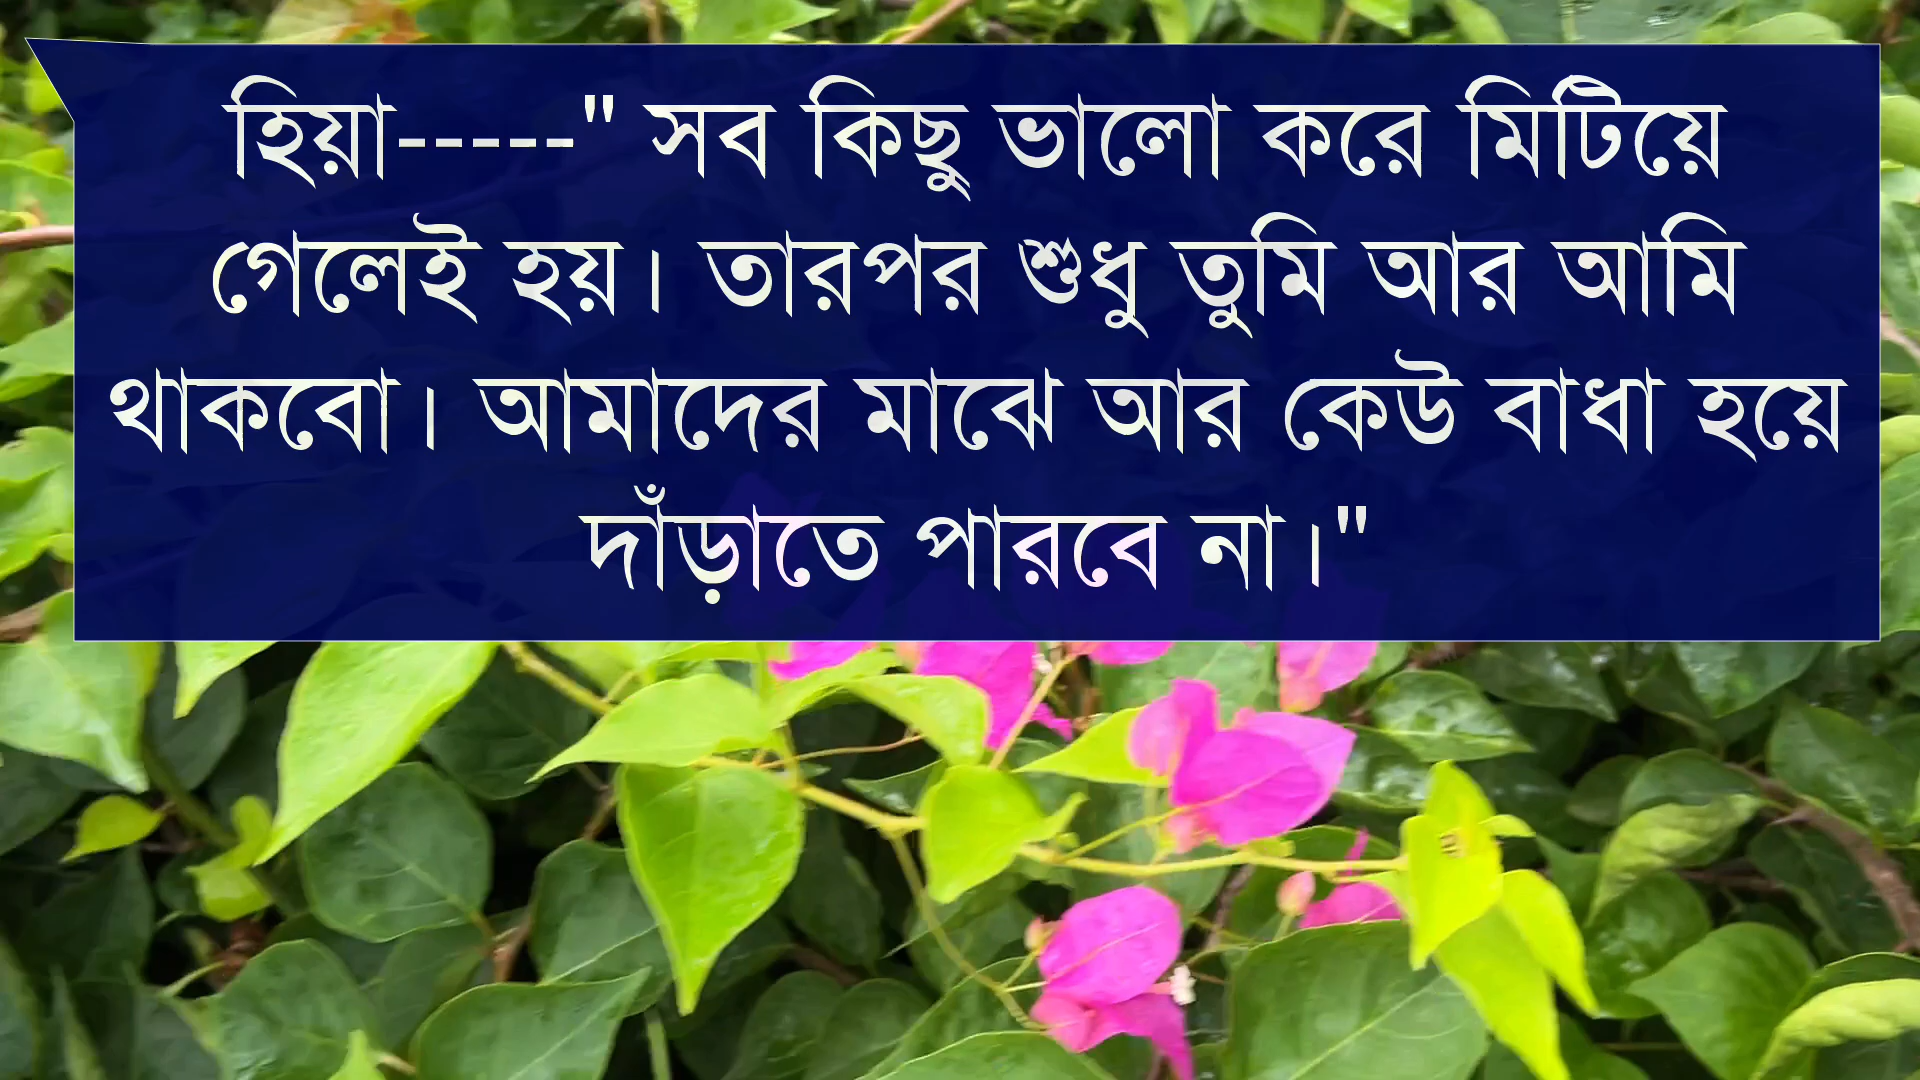 হিয়া-----" সব কিছু ভালো করে মিটিয়ে
গেলেই হয়। তারপর শুধু তুমি আর আমি
থাকবো। আমাদের মাঝে আর কেউ বাধা হয়ে
দাঁড়াতে পারবে না।"